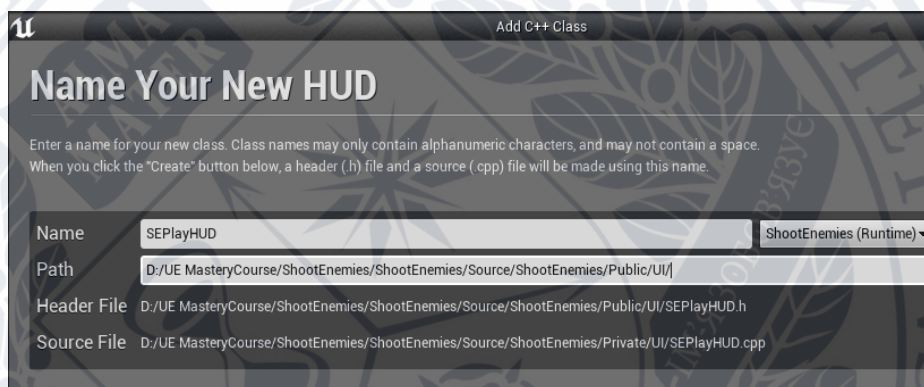 Add C++ Class
Name Your New HUD
Enter a name for your new class. Class names may only contain alphanumeric characters, and may not contain a space.
When you click the "Create" button below, a header (.h) file and a source (.cpp) file will be made using this name.
Name SEPlayHUD ShootEnemies (Runtime)
Path D:/UE MasteryCourse/ShootEnemies/ShootEnemies/Source/ShootEnemies/Public/UI/
Header File D:/UE MasteryCourse/ShootEnemies/ShootEnemies/Source/ShootEnemies/Public/UI/SEPlayHUD.h
Source File D:/UE MasteryCourse/ShootEnemies/ShootEnemies/Source/ShootEnemies/Private/UI/SEPlayHUD.cpp
ALMA
MATER